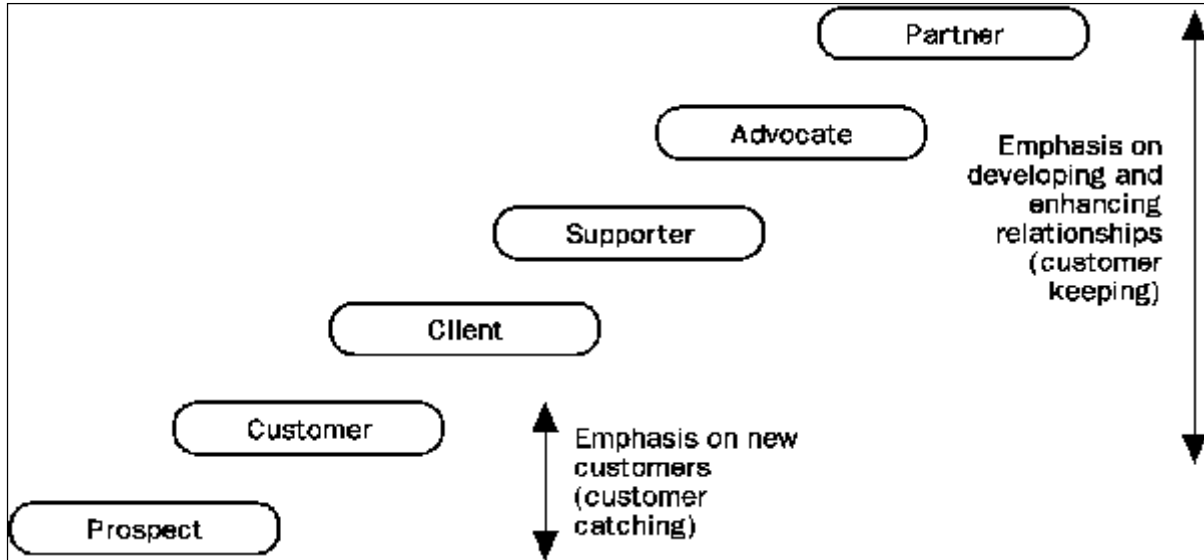 Partner
Advocate
Emphasis on
developing and
enhancing
relationships
(customer
keeping)
Supporter
Client
Customer
Emphasis on new
customers
(customer
catching)
Prospect